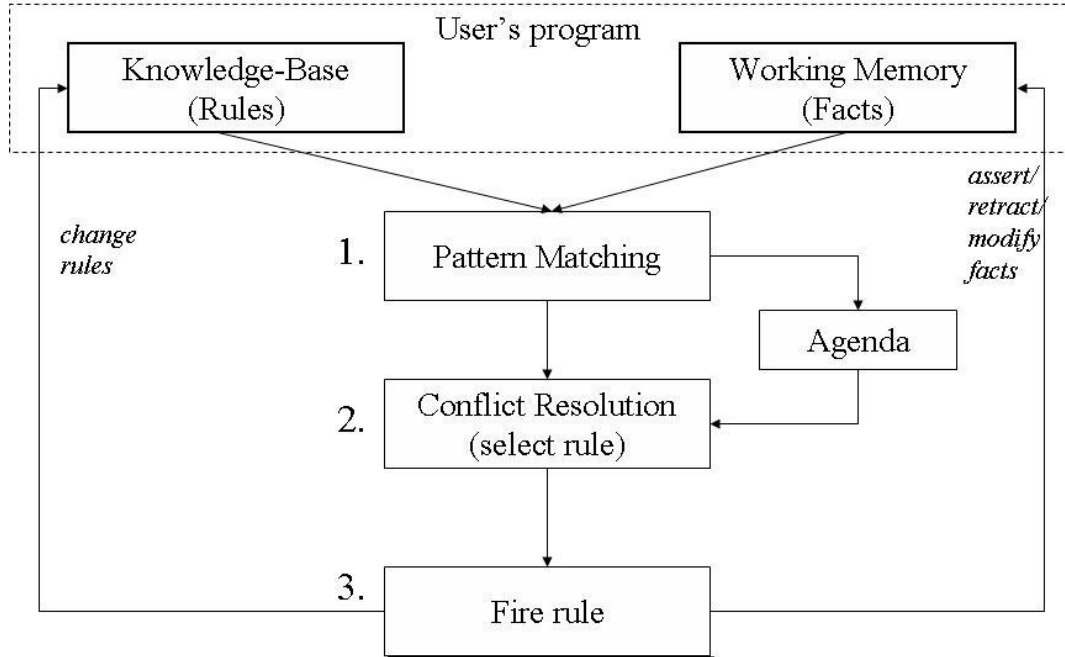 User's program
Knowledge-Base
(Rules)
Working Memory
(Facts)
change
rules
assert/
retract/
modify
facts
1.
Pattern Matching
Agenda
2.
Conflict Resolution
(select rule)
3.
Fire rule